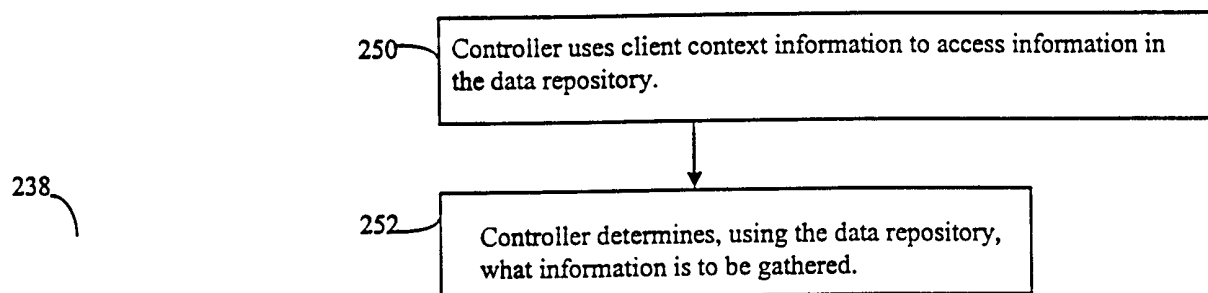 250
Controller uses client context information to access information in
the data repository.
238
252
Controller determines, using the data repository,
what information is to be gathered.